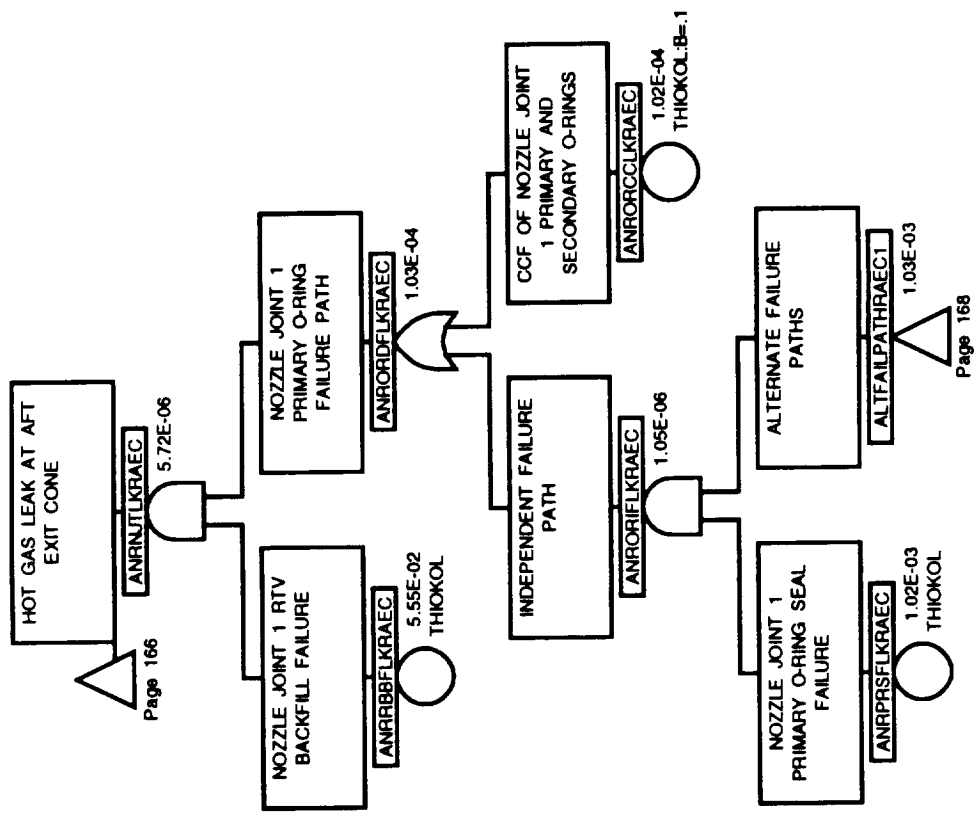 HOT GAS LEAK AT AFT
EXIT CONE
Page 166
ANRNJTLKRAEC
5.72E-06
NOZZLE JOINT 1 RTV
BACKFILL FAILURE
ANRRBBFLKRAEC
5.55E-02
THIOKOL
NOZZLE JOINT 1
PRIMARY O-RING
FAILURE PATH
ANRORDFLKRAEC
1.03E-04
INDEPENDENT FAILURE
PATH
ANRORIFLKRAEC
1.05E-06
CCF OF NOZZLE JOINT
1 PRIMARY AND
SECONDARY O-RINGS
ANRORCCLKRAEC
1.02E-04
THIOKOL:B=.1
NOZZLE JOINT 1
PRIMARY O-RING SEAL
FAILURE
ANRPRSFLKRAEC
1.02E-03
THIOKOL
ALTERNATE FAILURE
PATHS
ALTFAILPATHRAEC1
1.03E-03
Page 168